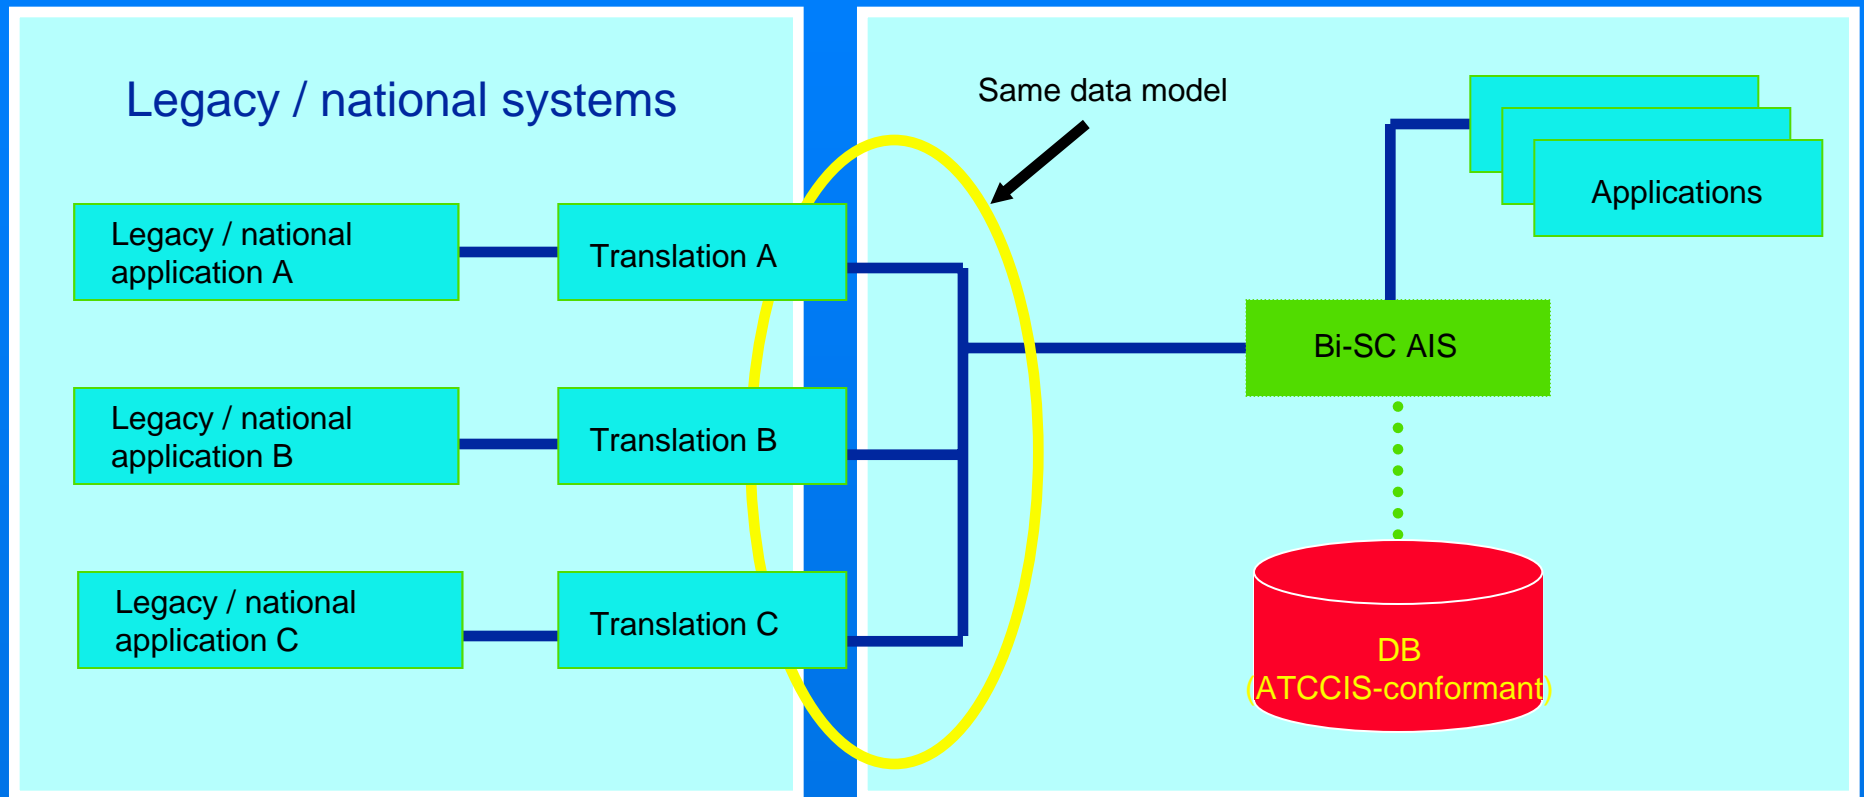 Legacy / national systems
Legacy / national
application A
Translation A
Legacy / national
application B
Translation B
Legacy / national
application C
Translation C
Same data model
Applications
Bi-SC AIS
DB
(ATCCIS-conformant)